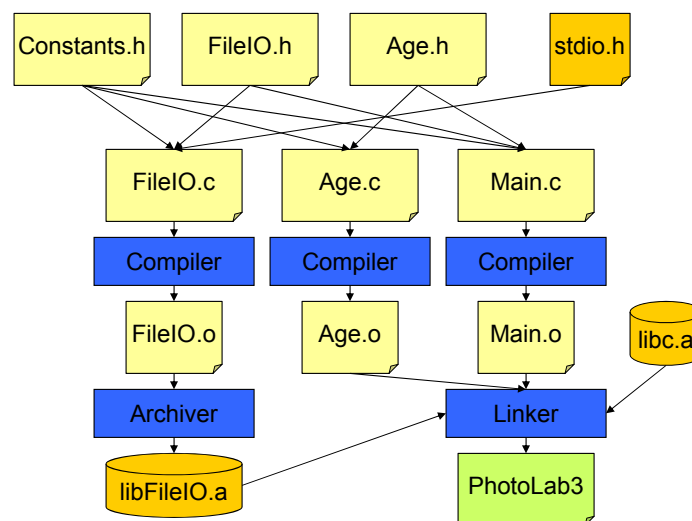 Constants.h
FileIO.h
Age.h
stdio.h
FileIO.c
Age.c
Main.c
Compiler
Compiler
Compiler
FileIO.o
Age.o
Main.o
libc.a
Archiver
Linker
libFileIO.a
PhotoLab3